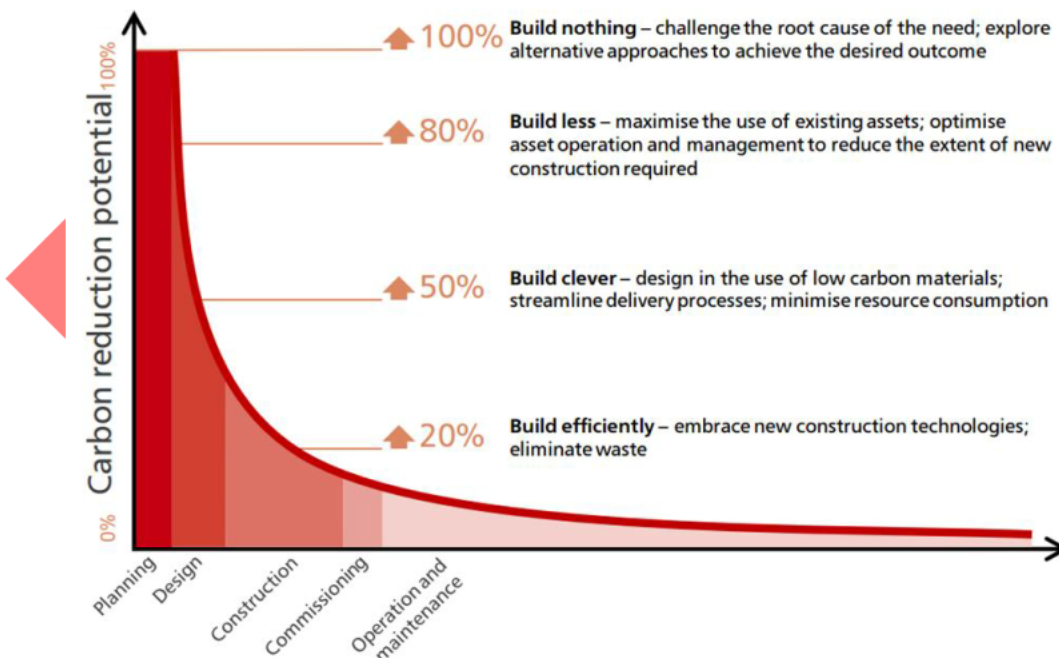 Carbon reduction potential
100%
0%
100%
Build nothing – challenge the root cause of the need; explore
alternative approaches to achieve the desired outcome
80%
Build less – maximise the use of existing assets; optimise
asset operation and management to reduce the extent of new
construction required
50%
Build clever – design in the use of low carbon materials;
streamline delivery processes; minimise resource consumption
20%
Build efficiently – embrace new construction technologies;
eliminate waste
Planning
Design
Construction
Commissioning
Operation and
maintenance